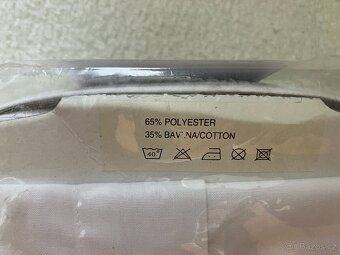 65% POLYESTER
35% BAVLNA/COTTON
40